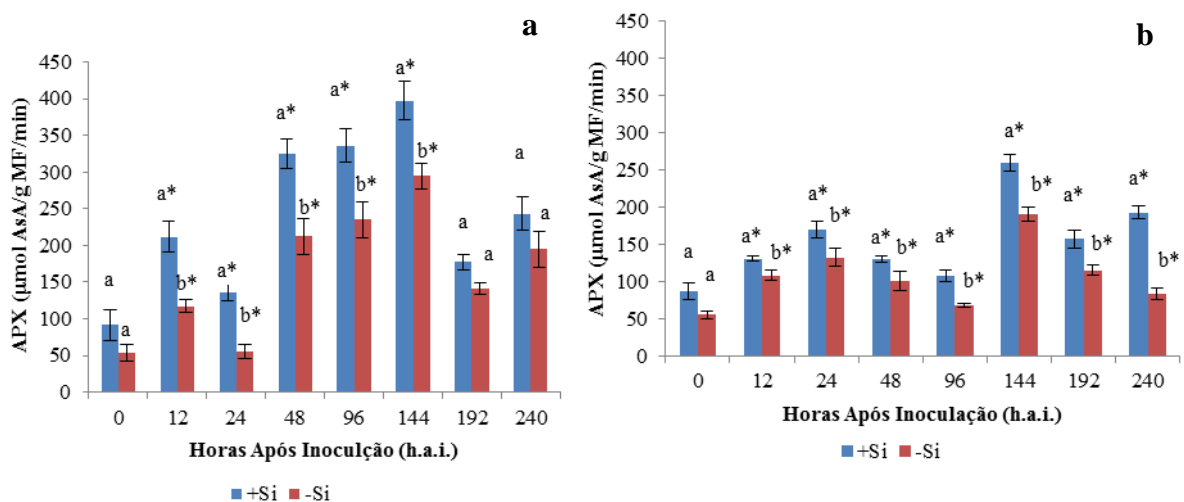 a
APX (µmol AsA/g MF/min)
450
400
350
300
250
200
150
100
50
0
a
a
a*
b*
a*
b*
a*
b*
a*
b*
a*
b*
a
a
a
a
0 12 24 48 96 144 192 240
Horas Após Inoculção (h.a.i.)
+Si -Si
b
APX (µmol AsA/g MF/min)
450
400
350
300
250
200
150
100
50
0
a
a
a*
b*
a*
b*
a*
b*
a*
b*
a*
b*
a*
b*
a*
b*
0 12 24 48 96 144 192 240
Horas Após Inoculação (h.a.i.)
+Si -Si